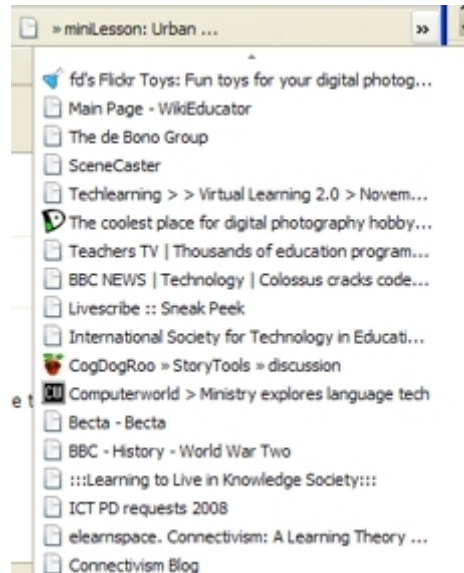 » miniLesson: Urban ... »
fd's Flickr Toys: Fun toys for your digital photog...
Main Page - WikiEducator
The de Bono Group
SceneCaster
Techlearning > > Virtual Learning 2.0 > Novem...
The coolest place for digital photography hobby...
Teachers TV | Thousands of education program...
BBC NEWS | Technology | Colossus cracks code...
Livescribe :: Sneak Peek
International Society for Technology in Educati...
CogDogRoo » StoryTools » discussion
e t
Computerworld > Ministry explores language tech
Becta - Becta
BBC - History - World War Two
:::Learning to Live in Knowledge Society:::
ICT PD requests 2008
elearnspace. Connectivism: A Learning Theory ...
Connectivism Blog